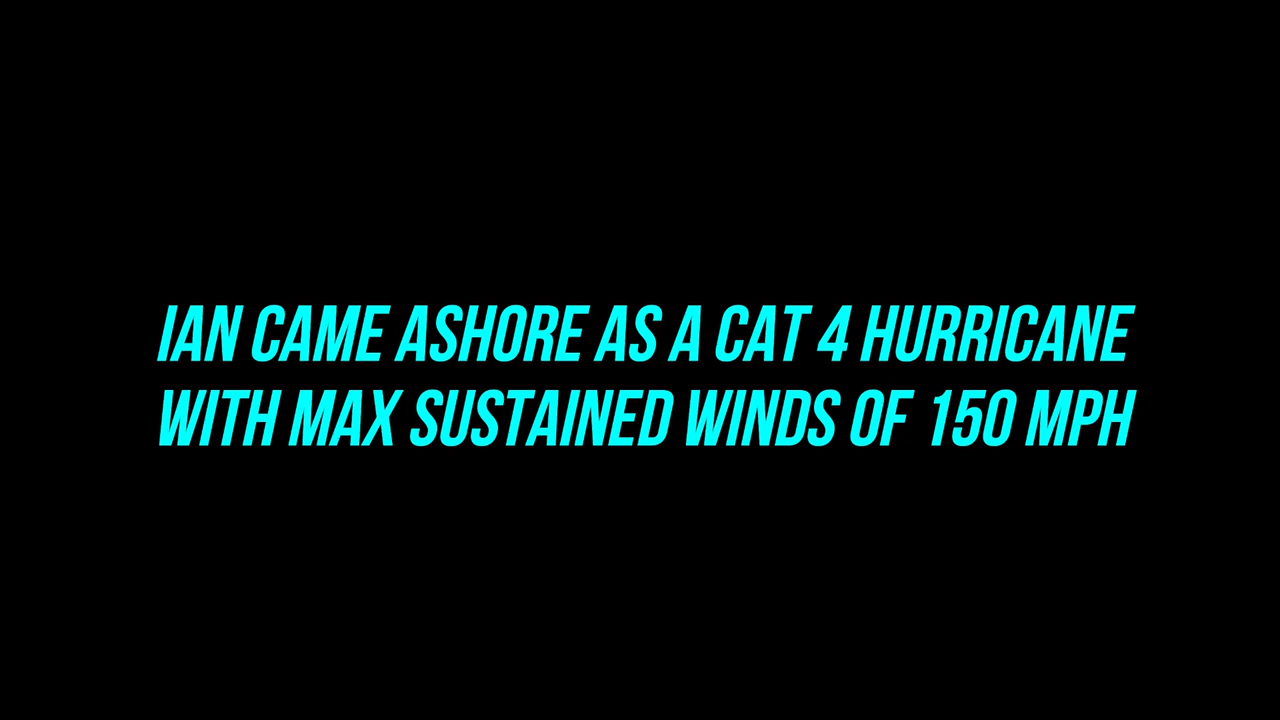 IAN CAME ASHORE AS A CAT 4 HURRICANE
WITH MAX SUSTAINED WINDS OF 150 MPH